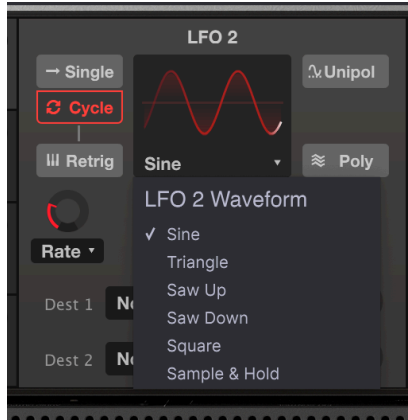 LFO 2
Single
Unipol
Cycle
Retrig
Sine
Poly
LFO 2 Waveform
Sine
Rate
Triangle
Saw Up
Dest 1
Saw Down
Square
Dest 2
Sample & Hold